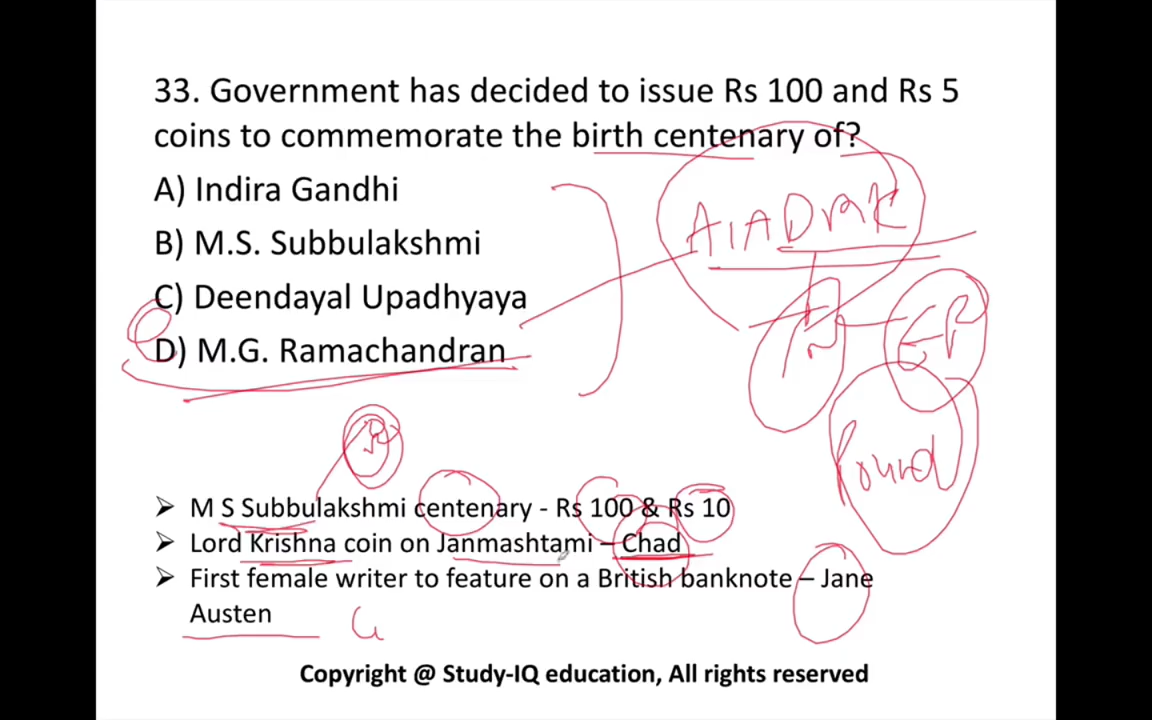 33. Government has decided to issue Rs 100 and Rs 5
coins to commemorate the birth centenary of?
A) Indira Gandhi
B) M.S. Subbulakshmi
C) Deendayal Upadhyaya
D) M.G. Ramachandran
AIADMK
Pound
➢ M S Subbulakshmi centenary - Rs 100 & Rs 10
➢ Lord Krishna coin on Janmashtami – Chad
➢ First female writer to feature on a British banknote – Jane
Austen
Copyright @ Study-IQ education, All rights reserved